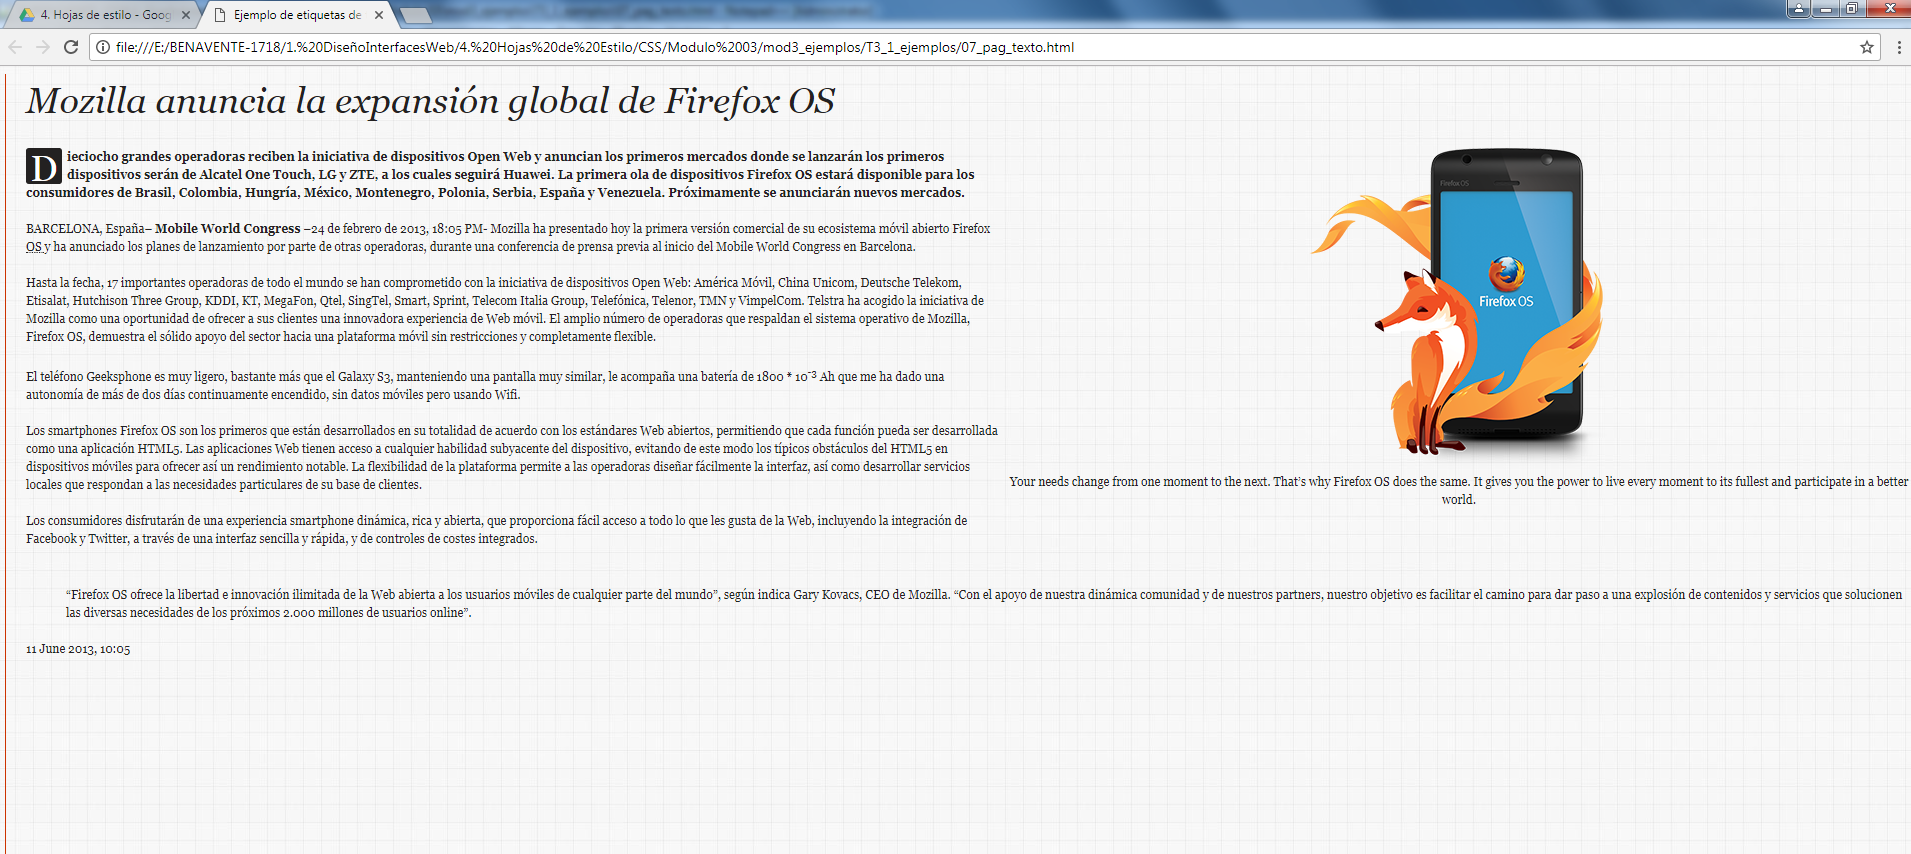 4. Hojas de estilo - Goog
Ejemplo de etiquetas de
file:///E:/BENAVENTE-1718/1.%20DiseñoInterfacesWeb/4.%20Hojas%20de%20Estilo/CSS/Modulo%2003/mod3_ejemplos/T3_1_ejemplos/07_pag_texto.html
Mozilla anuncia la expansión global de Firefox OS
Dieciocho grandes operadoras reciben la iniciativa de dispositivos Open Web y anuncian los primeros mercados donde se lanzarán los primeros
dispositivos serán de Alcatel One Touch, LG y ZTE, a los cuales seguirá Huawei. La primera ola de dispositivos Firefox OS estará disponible para los
consumidores de Brasil, Colombia, Hungría, México, Montenegro, Polonia, Serbia, España y Venezuela. Próximamente se anunciarán nuevos mercados.
BARCELONA, España– Mobile World Congress –24 de febrero de 2013, 18:05 PM- Mozilla ha presentado hoy la primera versión comercial de su ecosistema móvil abierto Firefox
OS y ha anunciado los planes de lanzamiento por parte de otras operadoras, durante una conferencia de prensa previa al inicio del Mobile World Congress en Barcelona.
Hasta la fecha, 17 importantes operadoras de todo el mundo se han comprometido con la iniciativa de dispositivos Open Web: América Móvil, China Unicom, Deutsche Telekom,
Etisalat, Hutchison Three Group, KDDI, KT, MegaFon, Qtel, SingTel, Smart, Sprint, Telecom Italia Group, Telefónica, Telenor, TMN y VimpelCom. Telstra ha acogido la iniciativa de
Mozilla como una oportunidad de ofrecer a sus clientes una innovadora experiencia de Web móvil. El amplio número de operadoras que respaldan el sistema operativo de Mozilla,
Firefox OS, demuestra el sólido apoyo del sector hacia una plataforma móvil sin restricciones y completamente flexible.
El teléfono Geeksphone es muy ligero, bastante más que el Galaxy S3, manteniendo una pantalla muy similar, le acompaña una batería de 1800 * 10⁻³ Ah que me ha dado una
autonomía de más de dos días continuamente encendido, sin datos móviles pero usando Wifi.
Los smartphones Firefox OS son los primeros que están desarrollados en su totalidad de acuerdo con los estándares Web abiertos, permitiendo que cada función pueda ser desarrollada
como una aplicación HTML5. Las aplicaciones Web tienen acceso a cualquier habilidad subyacente del dispositivo, evitando de este modo los típicos obstáculos del HTML5 en
dispositivos móviles para ofrecer así un rendimiento notable. La flexibilidad de la plataforma permite a las operadoras diseñar fácilmente la interfaz, así como desarrollar servicios
locales que respondan a las necesidades particulares de su base de clientes.
Los consumidores disfrutarán de una experiencia smartphone dinámica, rica y abierta, que proporciona fácil acceso a todo lo que les gusta de la Web, incluyendo la integración de
Facebook y Twitter, a través de una interfaz sencilla y rápida, y de controles de costes integrados.
Firefox OS
Firefox OS
Your needs change from one moment to the next. That's why Firefox OS does the same. It gives you the power to live every moment to its fullest and participate in a better
world.
“Firefox OS ofrece la libertad e innovación ilimitada de la Web abierta a los usuarios móviles de cualquier parte del mundo”, según indica Gary Kovacs, CEO de Mozilla. “Con el apoyo de nuestra dinámica comunidad y de nuestros partners, nuestro objetivo es facilitar el camino para dar paso a una explosión de contenidos y servicios que solucionen
las diversas necesidades de los próximos 2.000 millones de usuarios online”.
11 June 2013, 10:05